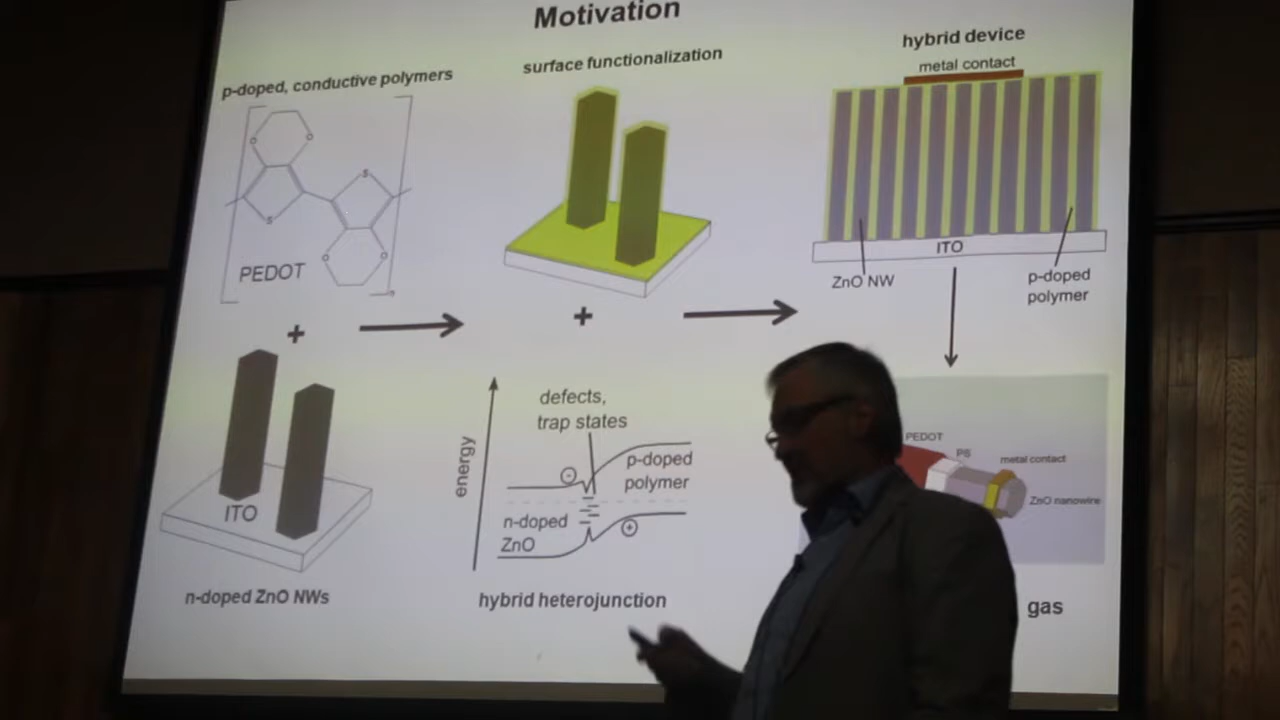 Motivation
p-doped, conductive polymers
O
O
S
S
O
O
PEDOT
+
ITO
n-doped ZnO NWs
surface functionalization
+
energy
defects,
trap states
p-doped
polymer
n-doped
ZnO
hybrid heterojunction
hybrid device
metal contact
ITO
ZnO NW
p-doped
polymer
PEDOT
PS
metal contact
ZnO nanowire
gas